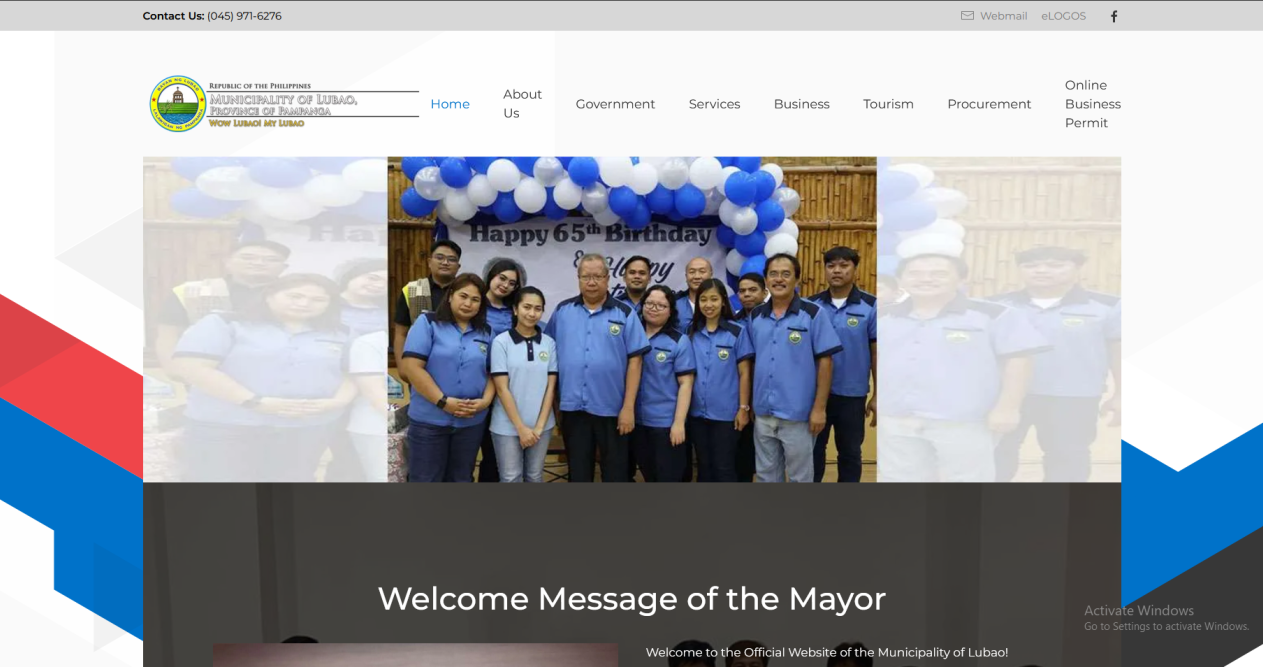 Contact Us: (045) 971-6276
Webmail
eLOGOS
REPUBLIC OF THE PHILIPPINES
MUNICIPALITY OF LUBAO,
PROVINCE OF PAMPANGA
WOW LUBAO! MY LUBAO
Home
About
Us
Government
Services
Business
Tourism
Procurement
Online
Business
Permit
Happy 65th Birthday
&
Welcome Message of the Mayor
Welcome to the Official Website of the Municipality of Lubao!
Activate Windows
Go to Settings to activate Windows.